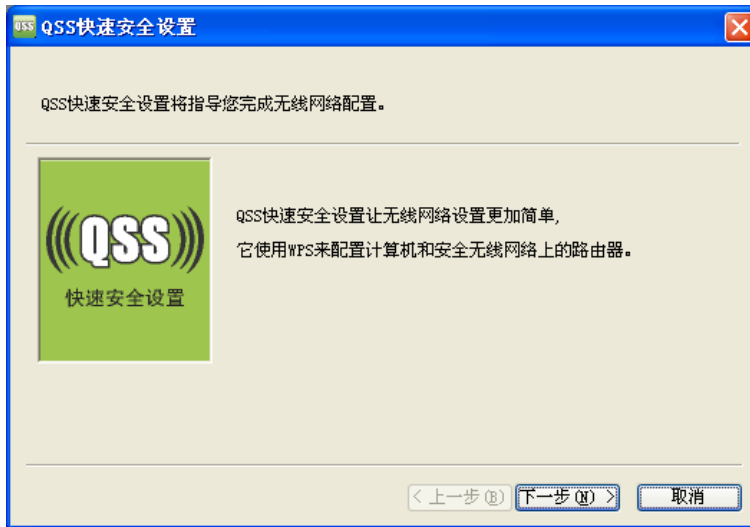 QSS QSS快速安全设置
QSS快速安全设置将指导您完成无线网络配置。
(((QSS)))
快速安全设置
QSS快速安全设置让无线网络设置更加简单,
它使用WPS来配置计算机和安全无线网络上的路由器。
< 上一步(B) 下一步(N) > 取消